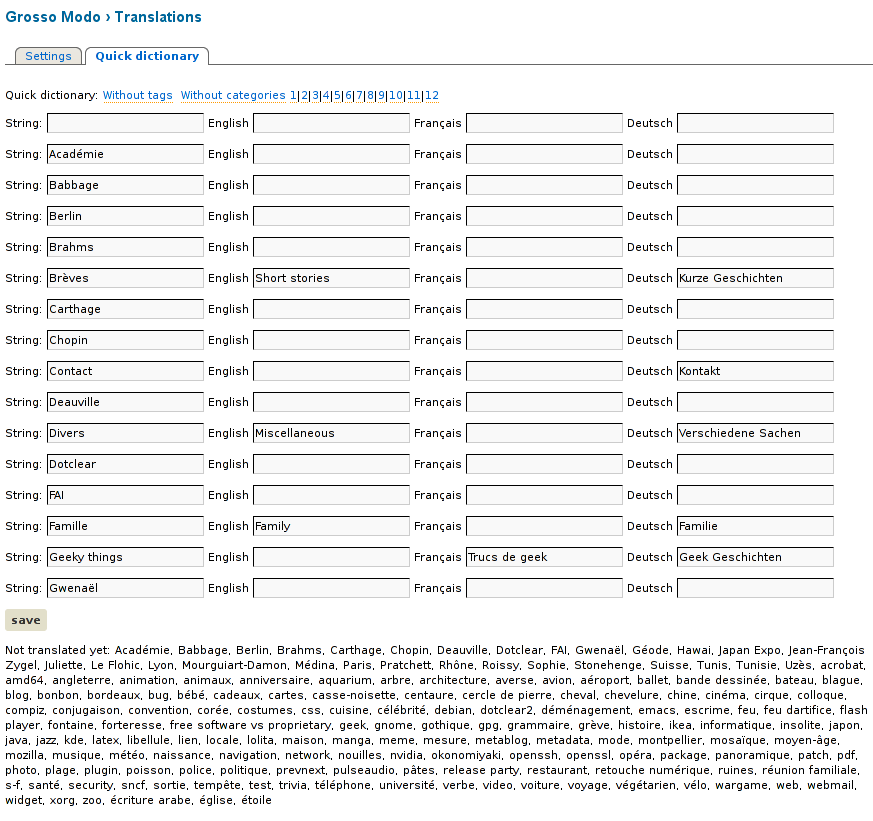 Grosso Modo › Translations
Settings Quick dictionary
Quick dictionary: Without tags Without categories 1|2|3|4|5|6|7|8|9|10|11|12
String: English Français Deutsch
String: Académie English Français Deutsch
String: Babbage English Français Deutsch
String: Berlin English Français Deutsch
String: Brahms English Français Deutsch
String: Brèves English Short stories Français Deutsch Kurze Geschichten
String: Carthage English Français Deutsch
String: Chopin English Français Deutsch
String: Contact English Français Deutsch Kontakt
String: Deauville English Français Deutsch
String: Divers English Miscellaneous Français Deutsch Verschiedene Sachen
String: Dotclear English Français Deutsch
String: FAI English Français Deutsch
String: Famille English Family Français Deutsch Familie
String: Geeky things English Français Trucs de geek Deutsch Geek Geschichten
String: Gwenaël English Français Deutsch
save
Not translated yet: Académie, Babbage, Berlin, Brahms, Carthage, Chopin, Deauville, Dotclear, FAI, Gwenaël, Géode, Hawai, Japan Expo, Jean-François
Zygel, Juliette, Le Flohic, Lyon, Mourguiart-Damon, Médina, Paris, Pratchett, Rhône, Roissy, Sophie, Stonehenge, Suisse, Tunis, Tunisie, Uzès, acrobat,
amd64, angleterre, animation, animaux, anniversaire, aquarium, arbre, architecture, averse, avion, aéroport, ballet, bande dessinée, bateau, blague,
blog, bonbon, bordeaux, bug, bébé, cadeaux, cartes, casse-noisette, centaure, cercle de pierre, cheval, chevelure, chine, cinéma, cirque, colloque,
compiz, conjugaison, convention, corée, costumes, css, cuisine, célébrité, debian, dotclear2, déménagement, emacs, escrime, feu, feu dartifice, flash
player, fontaine, forteresse, free software vs proprietary, geek, gnome, gothique, gpg, grammaire, grève, histoire, ikea, informatique, insolite, japon,
java, jazz, kde, latex, libellule, lien, locale, lolita, maison, manga, meme, mesure, metablog, metadata, mode, montpellier, mosaïque, moyen-âge,
mozilla, musique, météo, naissance, navigation, network, nouilles, nvidia, okonomiyaki, openssh, openssl, opéra, package, panoramique, patch, pdf,
photo, plage, plugin, poisson, police, politique, prevnext, pulseaudio, pâtes, release party, restaurant, retouche numérique, ruines, réunion familiale,
s-f, santé, security, sncf, sortie, tempête, test, trivia, téléphone, université, verbe, video, voiture, voyage, végétarien, vélo, wargame, web, webmail,
widget, xorg, zoo, écriture arabe, église, étoile